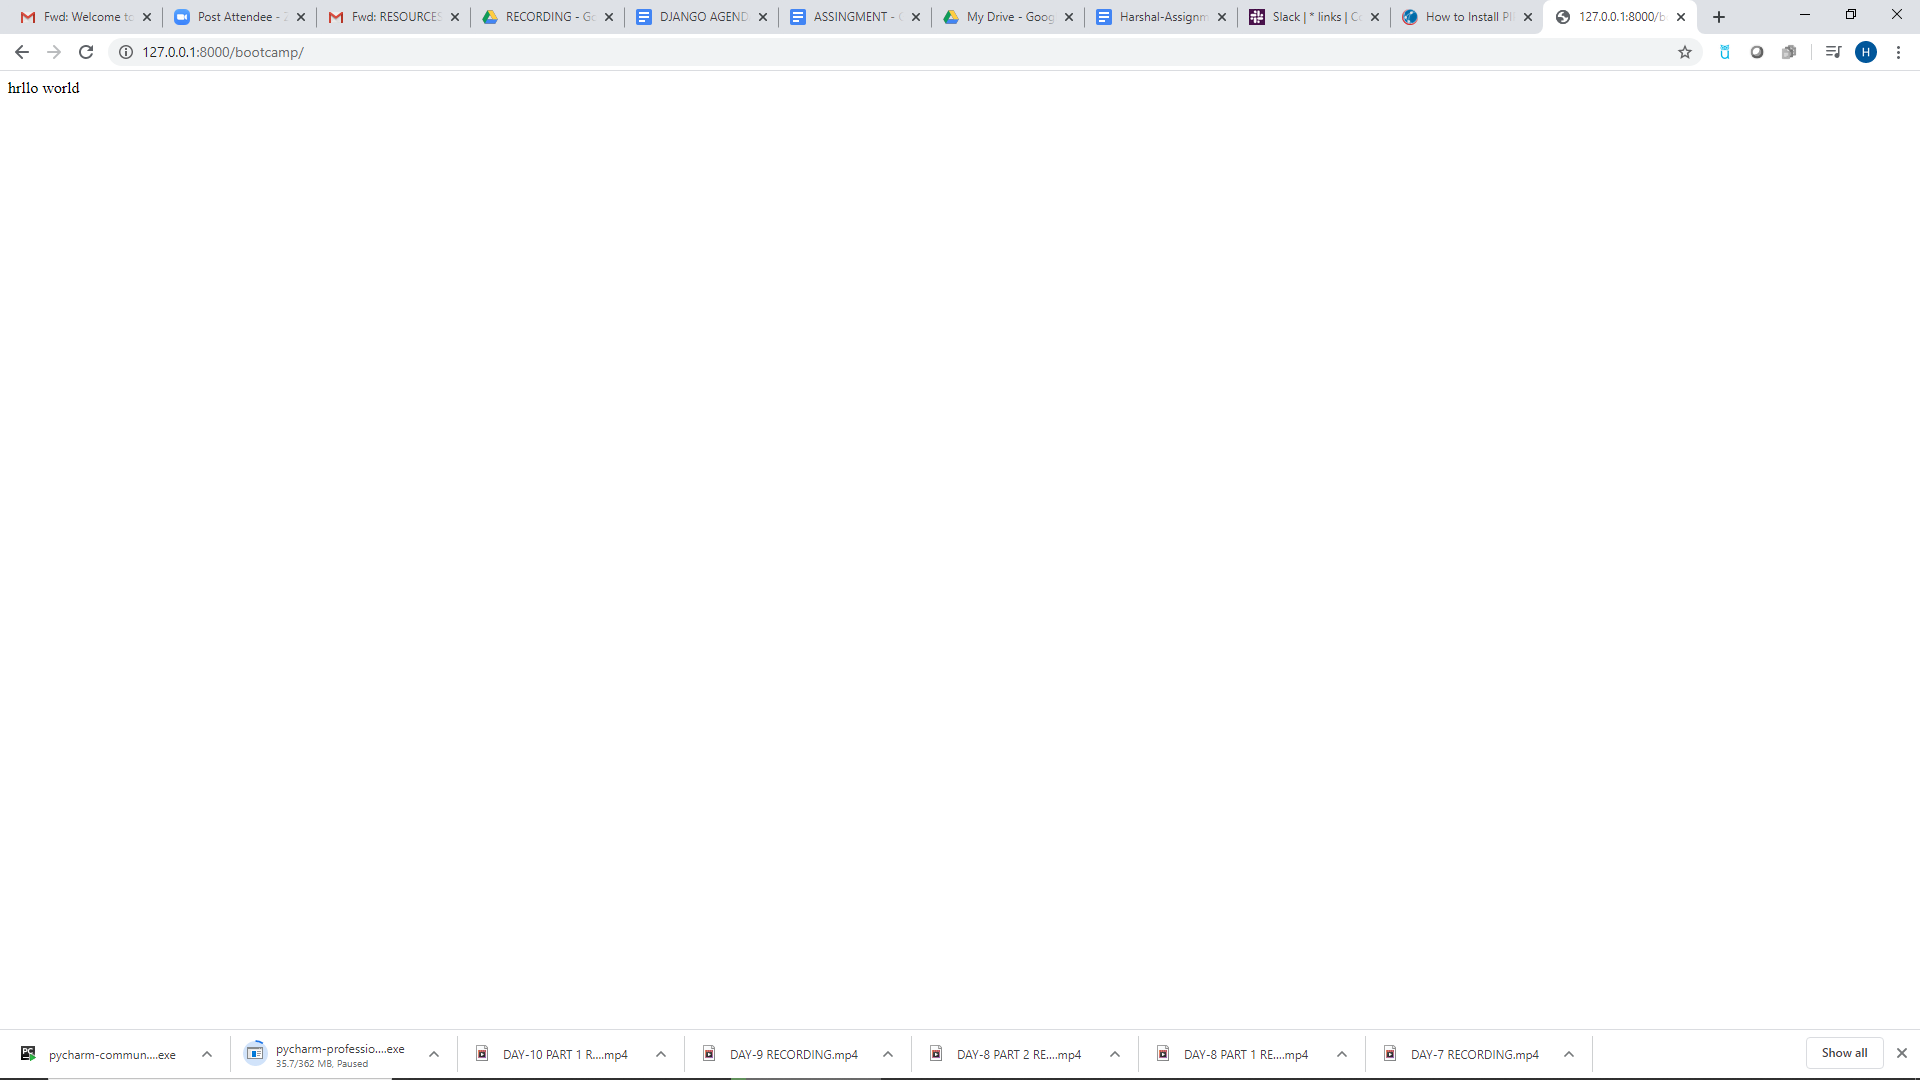 Fwd: Welcome to
Post Attendee -
Fwd: RESOURCES
RECORDING - Go
DJANGO AGEND
ASSINGMENT -
My Drive - Goog
Harshal-Assignm
Slack | * links | Co
How to Install
127.0.0.1:8000/b
127.0.0.1:8000/bootcamp/
H
hrllo world
pycharm-commun....exe
pycharm-professio....exe
35.7/362 MB, Paused
DAY-10 PART 1 R....mp4
DAY-9 RECORDING.mp4
DAY-8 PART 2 RE....mp4
DAY-8 PART 1 RE....mp4
DAY-7 RECORDING.mp4
Show all